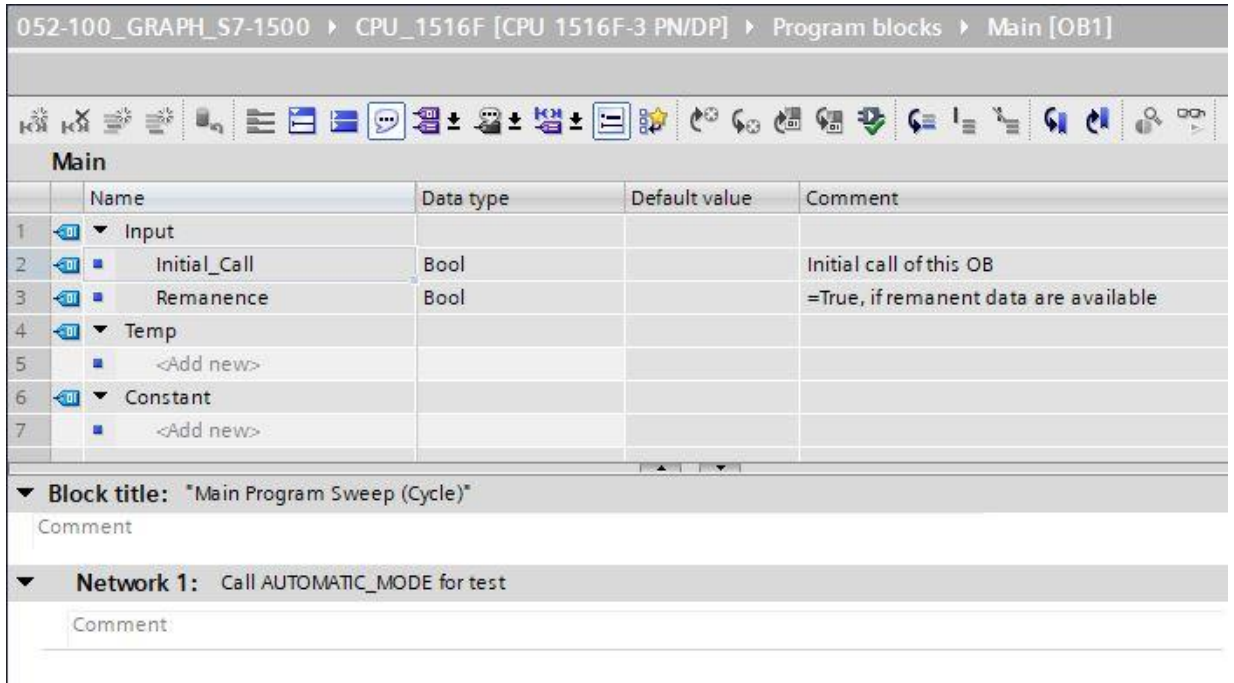 052-100_GRAPH_S7-1500 ▸ CPU_1516F [CPU 1516F-3 PN/DP] ▸ Program blocks ▸ Main [OB1]
Main
Name Data type Default value Comment
1 Input
2 Initial_Call Bool Initial call of this OB
3 Remanence Bool =True, if remanent data are available
4 Temp
5 <Add new>
6 Constant
7 <Add new>
Block title: "Main Program Sweep (Cycle)"
Comment
Network 1: Call AUTOMATIC_MODE for test
Comment